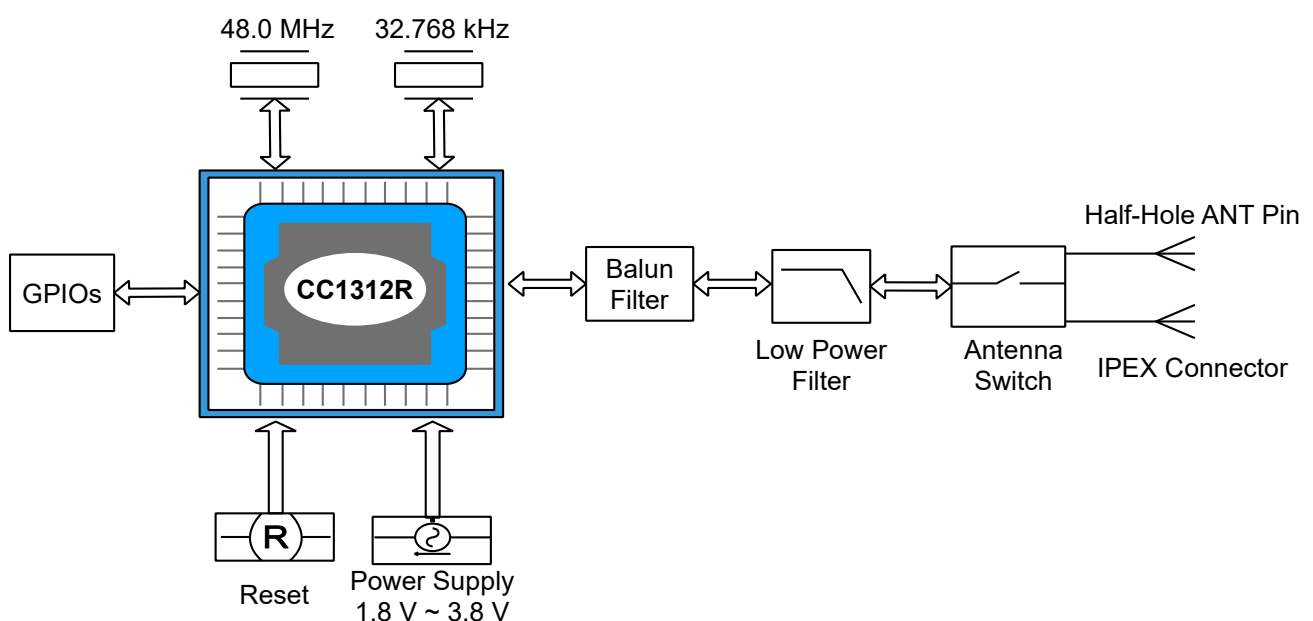 48.0 MHz
32.768 kHz
Half-Hole ANT Pin
GPIOs
CC1312R
Balun
Filter
Low Power
Filter
Antenna
Switch
IPEX Connector
R
Reset
Power Supply
1.8 V ~ 3.8 V